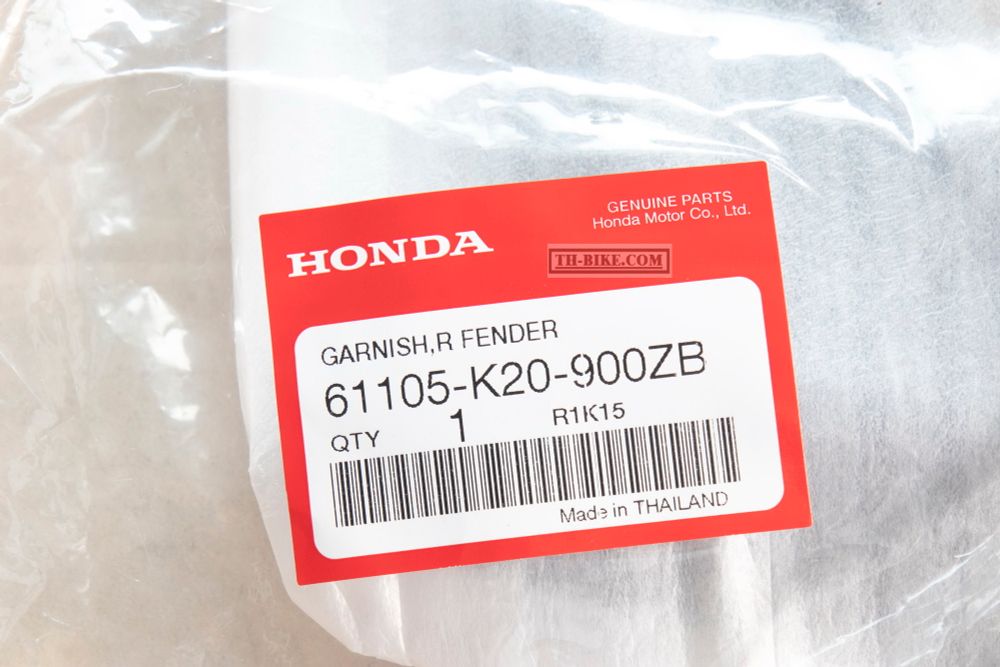 GENUINE PARTS
Honda Motor Co., Ltd.
HONDA
TH-BIKE.COM
GARNISH,R FENDER
61105-K20-900ZB
QTY 1 R1K15
Made in THAILAND